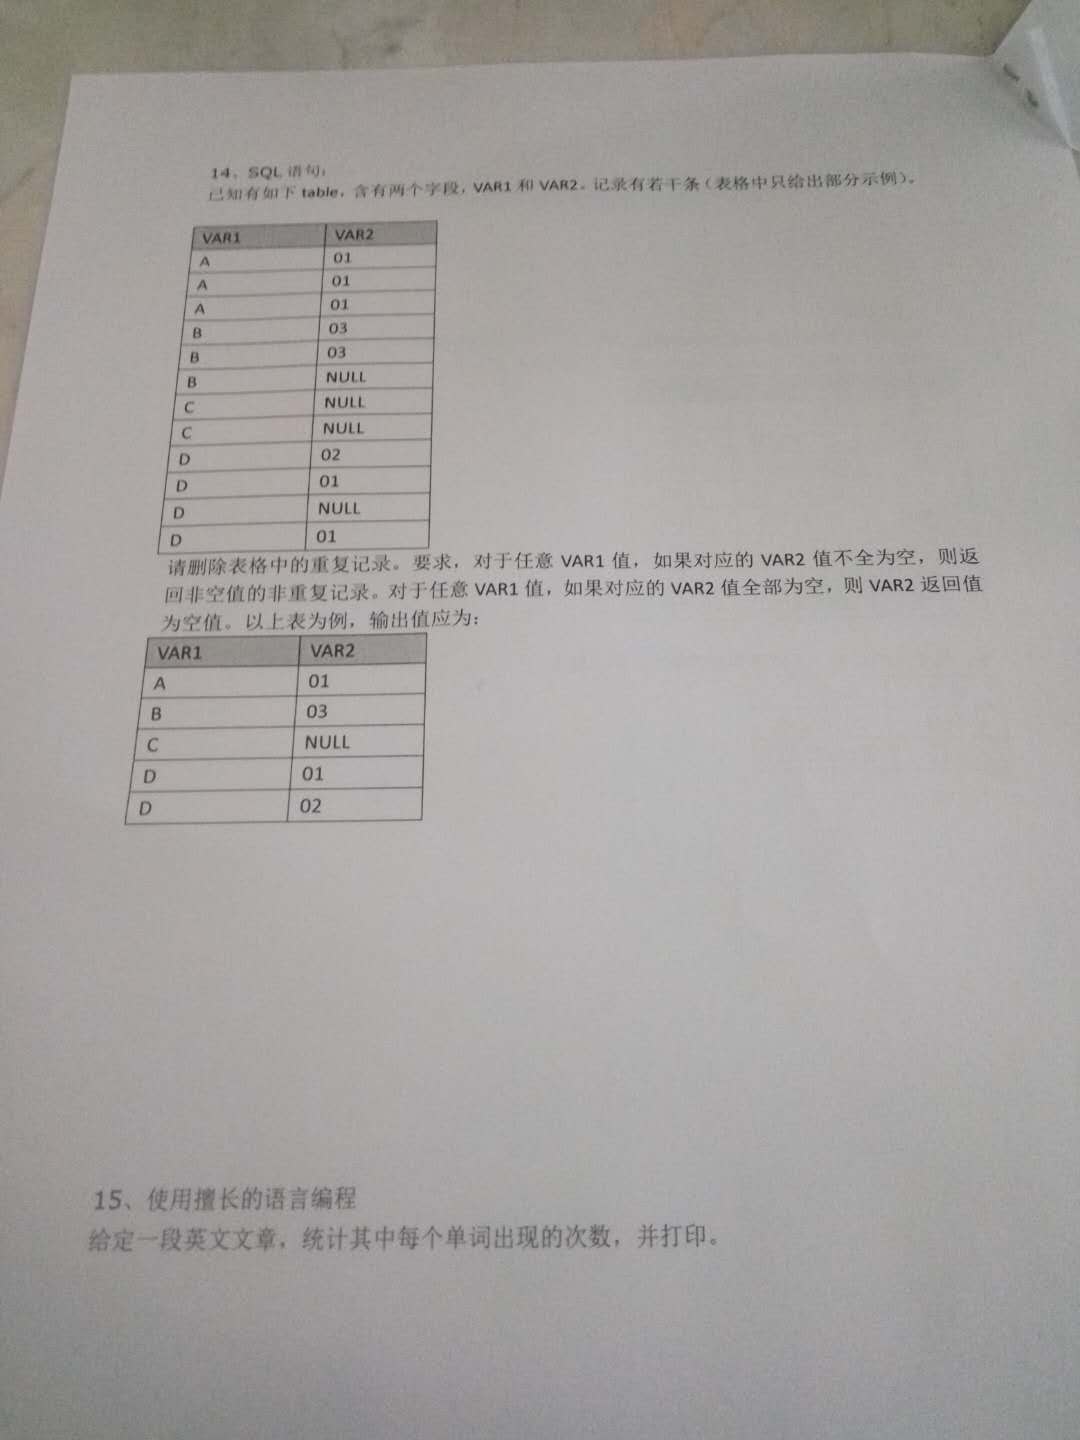 14、SQL 语句：
已知有如下 table，含有两个字段，VAR1 和 VAR2。记录有若干条（表格中只给出部分示例）。
VAR1 VAR2
A 01
A 01
A 01
B 03
B 03
B NULL
C NULL
C NULL
D 02
D 01
D NULL
D 01
请删除表格中的重复记录。要求，对于任意 VAR1 值，如果对应的 VAR2 值不全为空，则返
回非空值的非重复记录。对于任意 VAR1 值，如果对应的 VAR2 值全部为空，则 VAR2 返回值
为空值。以上表为例，输出值应为：
VAR1 VAR2
A 01
B 03
C NULL
D 01
D 02
15、使用擅长的语言编程
给定一段英文文章，统计其中每个单词出现的次数，并打印。